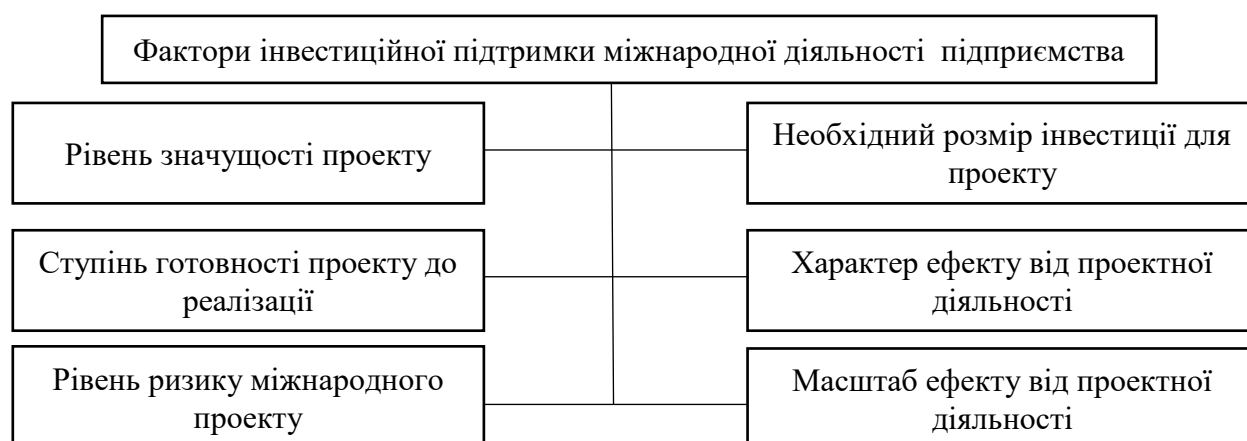 Фактори інвестиційної підтримки міжнародної діяльності підприємства
Рівень значущості проекту
Необхідний розмір інвестиції для
проекту
Ступінь готовності проекту до
реалізації
Характер ефекту від проектної
діяльності
Рівень ризику міжнародного
проекту
Масштаб ефекту від проектної
діяльності